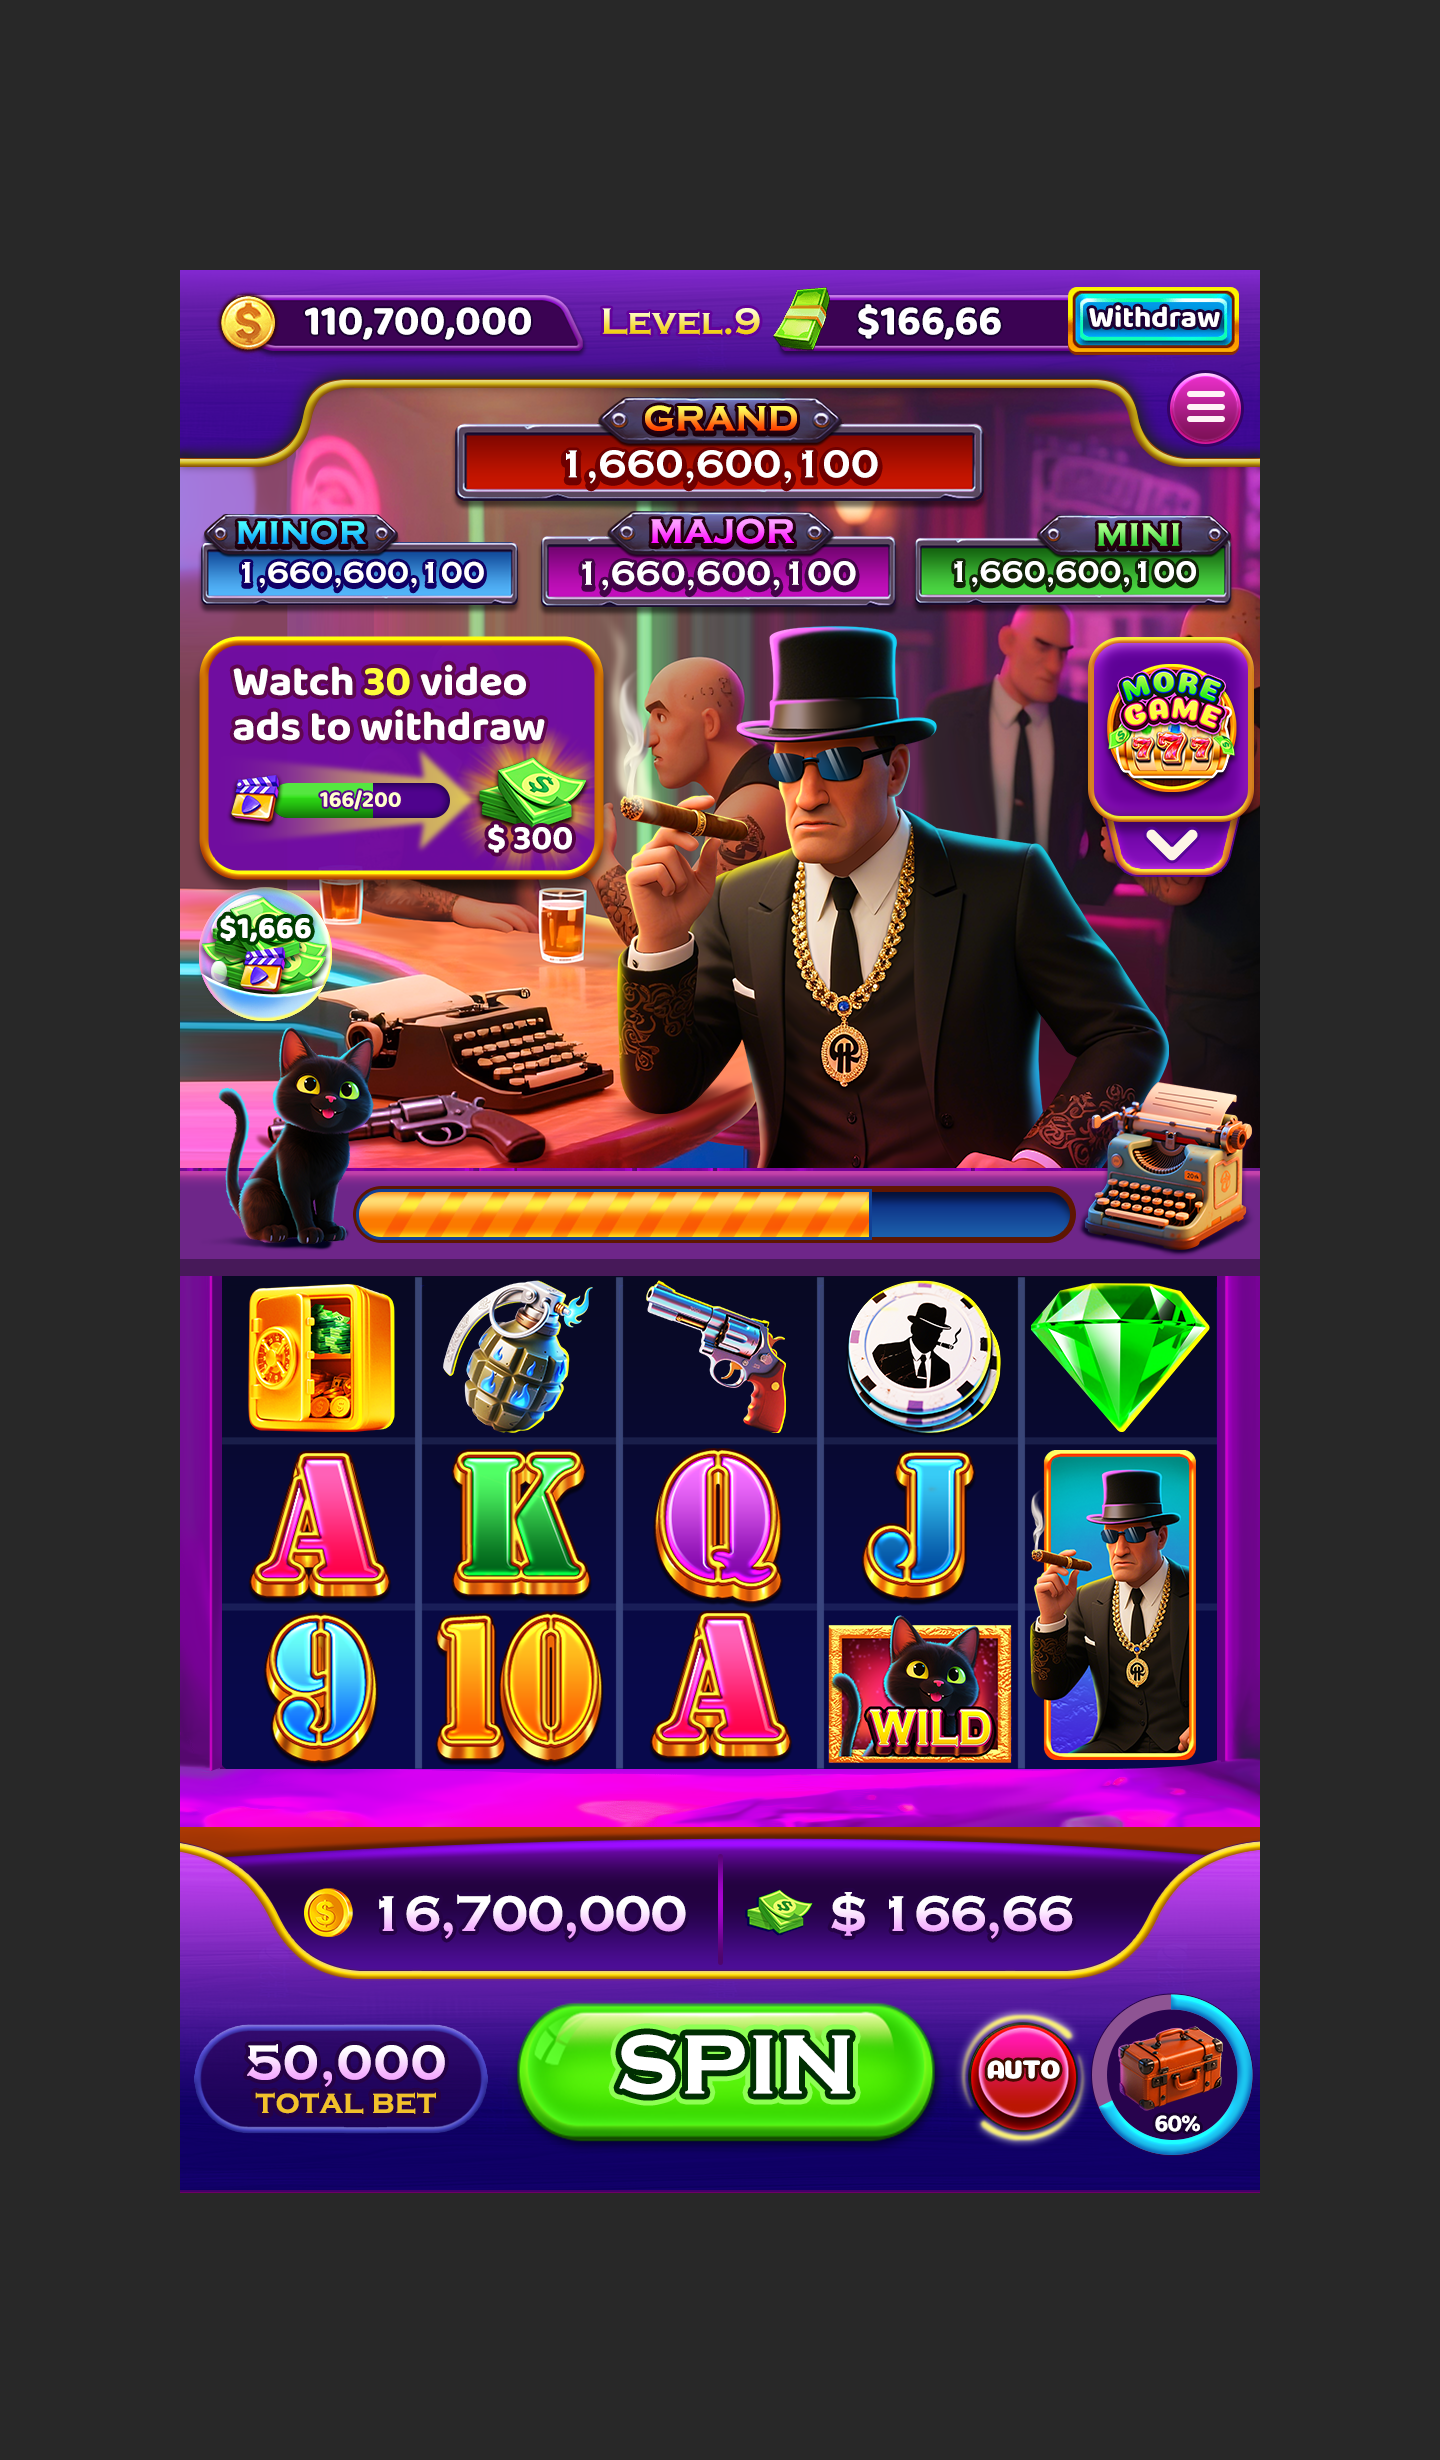 110,700,000
LEVEL.9
$166,66
Withdraw
GRAND
1,660,600,100
MINOR
1,660,600,100
MAJOR
1,660,600,100
MINI
1,660,600,100
Watch 30 video
ads to withdraw
166/200
$ 300
MORE
GAME
777
$1,666
A K Q J
9 10 A
WILD
16,700,000
$ 166,66
50,000
TOTAL BET
SPIN
AUTO
60%